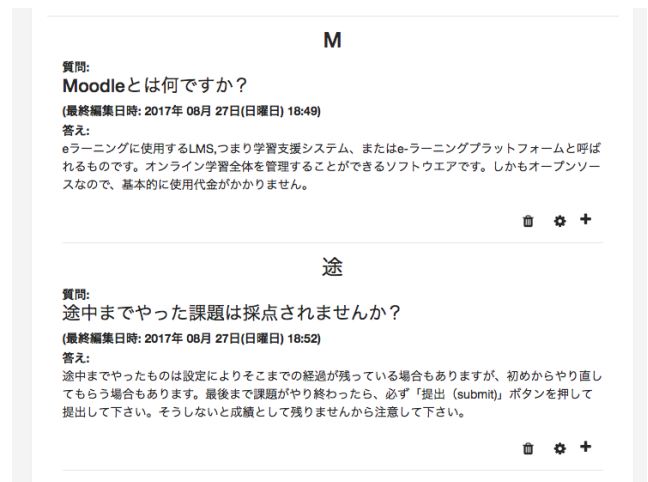 M
質問:
Moodleとは何ですか？
(最終編集日時: 2017年 08月 27日(日曜日) 18:49)
答え:
eラーニングに使用するLMS,つまり学習支援システム、またはe-ラーニングプラットフォームと呼ば
れるものです。オンライン学習全体を管理することができるソフトウエアです。しかもオープンソー
スなので、基本的に使用代金がかかりません。
途
質問:
途中までやった課題は採点されませんか？
(最終編集日時: 2017年 08月 27日(日曜日) 18:52)
答え:
途中までやったものは設定によりそこまでの経過が残っている場合もありますが、初めからやり直し
てもらう場合もあります。最後まで課題がやり終わったら、必ず「提出（submit)」ボタンを押して
提出して下さい。そうしないと成績として残りませんから注意して下さい。